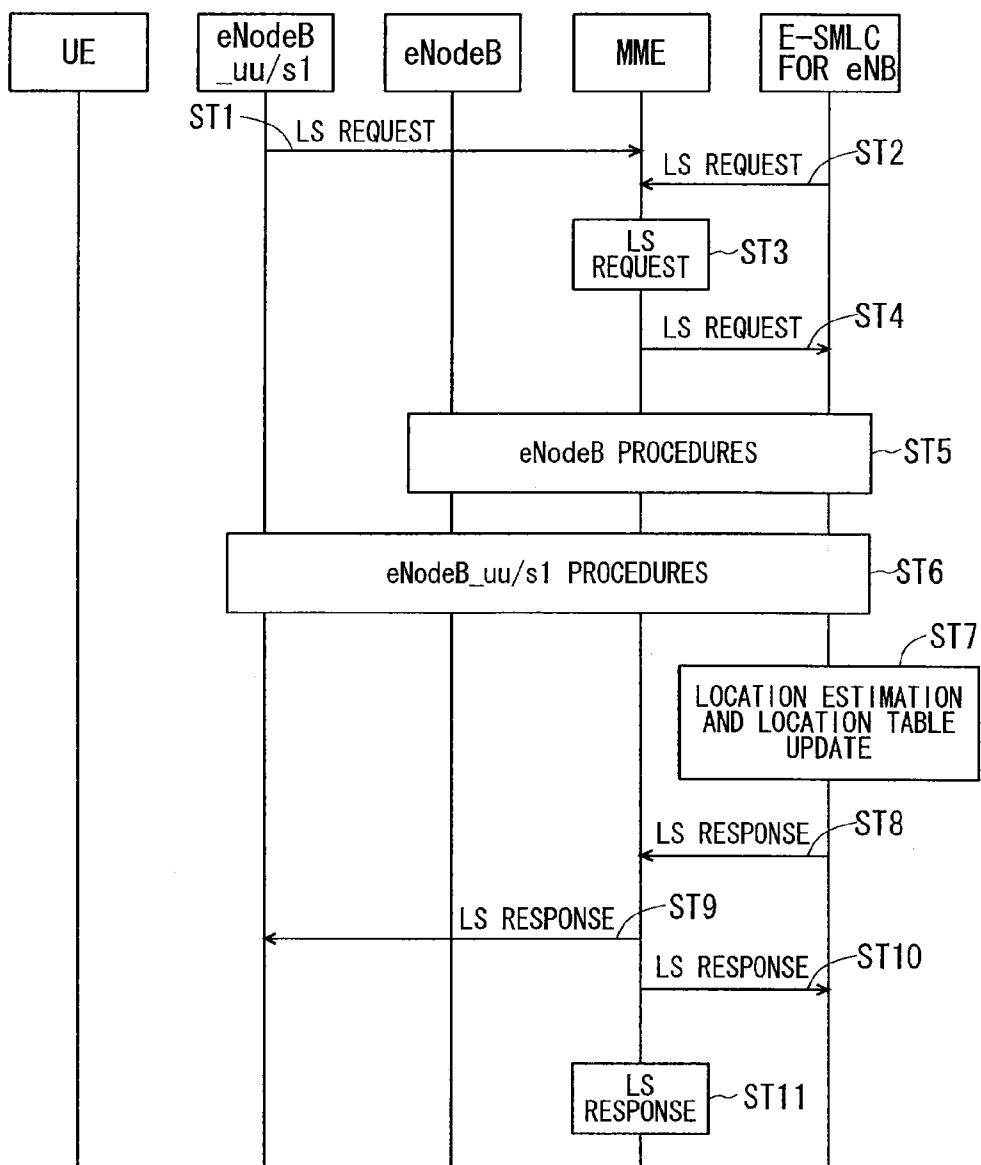 UE
eNodeB
_uu/s1
eNodeB
MME
E-SMLC
FOR eNB
ST1
LS REQUEST
LS REQUEST
ST2
LS
REQUEST
ST3
LS REQUEST
ST4
eNodeB PROCEDURES
ST5
eNodeB_uu/s1 PROCEDURES
ST6
ST7
LOCATION ESTIMATION
AND LOCATION TABLE
UPDATE
LS RESPONSE
ST8
LS RESPONSE
ST9
LS RESPONSE
ST10
LS
RESPONSE
ST11